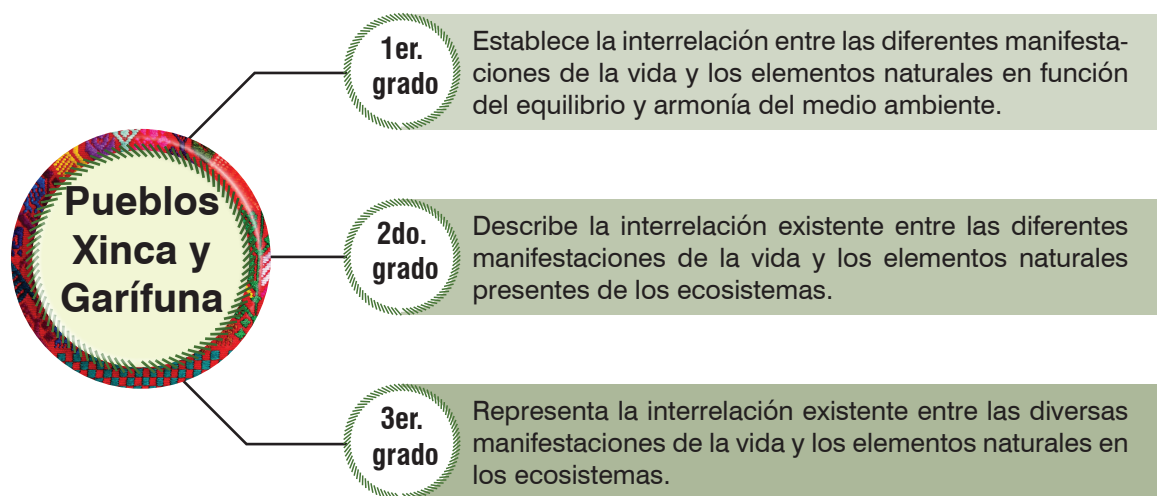 Pueblos
Xinca y
Garífuna
1er.
grado
Establece la interrelación entre las diferentes manifesta-
ciones de la vida y los elementos naturales en función
del equilibrio y armonía del medio ambiente.
2do.
grado
Describe la interrelación existente entre las diferentes
manifestaciones de la vida y los elementos naturales
presentes de los ecosistemas.
3er.
grado
Representa la interrelación existente entre las diversas
manifestaciones de la vida y los elementos naturales en
los ecosistemas.